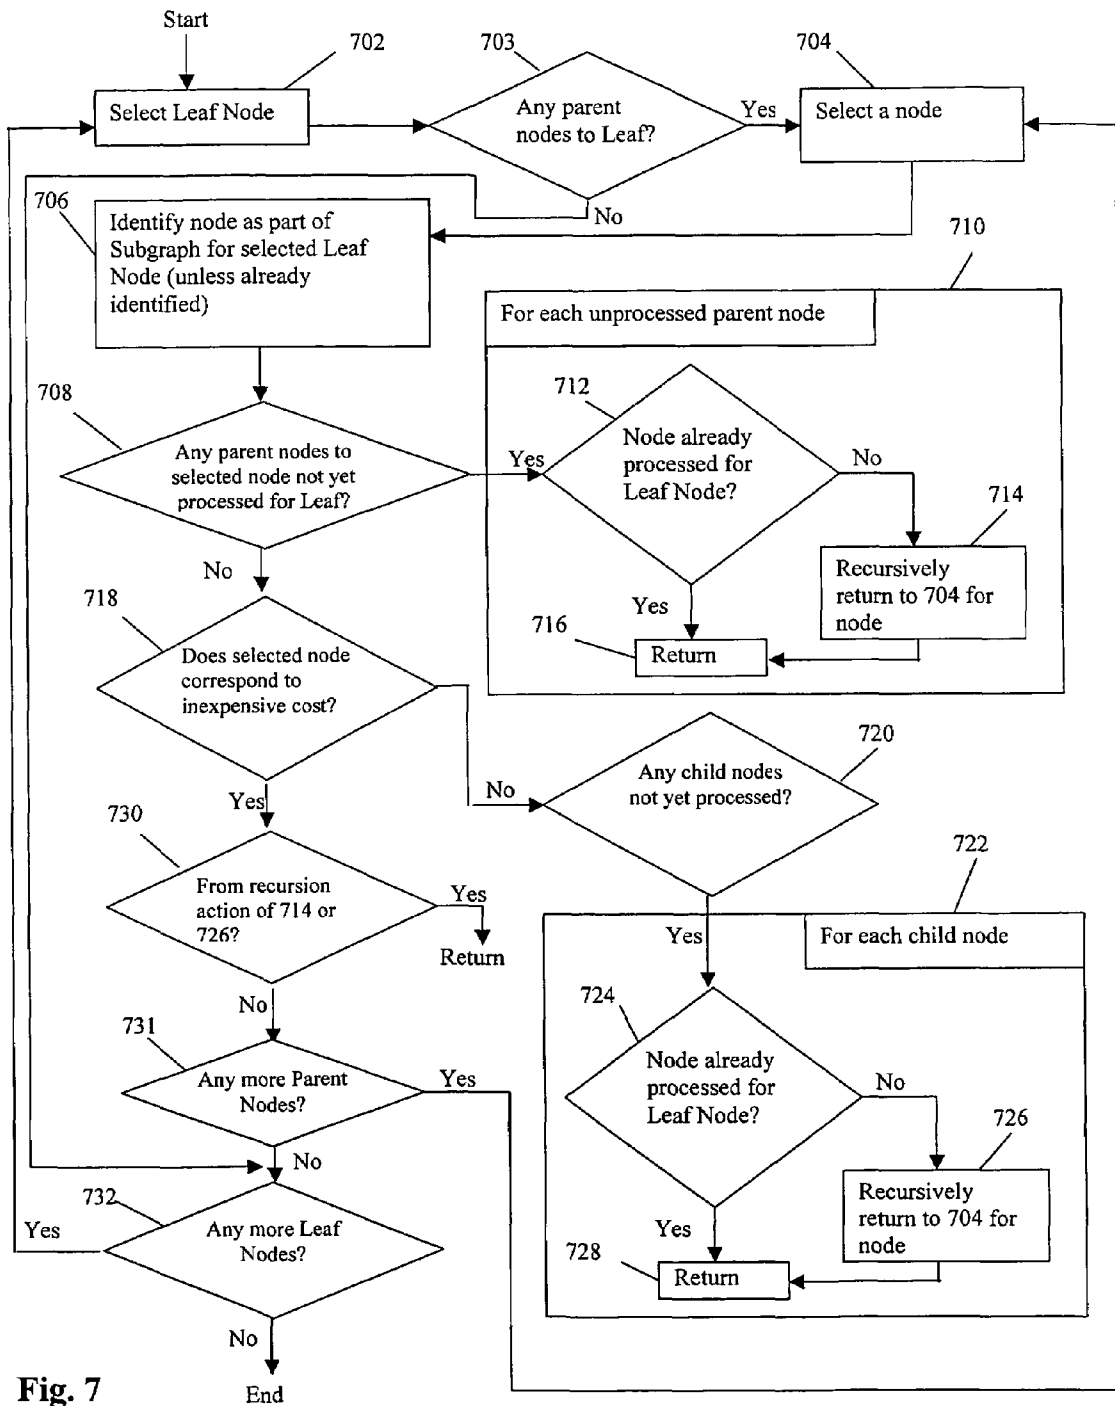 Start
702
703
704
Select Leaf Node
Any parent
nodes to Leaf?
Yes
Select a node
No
706
Identify node as part of
Subgraph for selected Leaf
Node (unless already
identified)
710
For each unprocessed parent node
708
Any parent nodes to
selected node not yet
processed for Leaf?
Yes
712
Node already
processed for
Leaf Node?
No
714
Recursively
return to 704 for
node
Yes
716
Return
No
718
Does selected node
correspond to
inexpensive cost?
No
720
Any child nodes
not yet processed?
Yes
730
From recursion
action of 714 or
726?
Yes
Return
722
Yes
For each child node
No
724
Node already
processed for
Leaf Node?
No
726
Recursively
return to 704 for
node
Yes
728
Return
731
Any more Parent
Nodes?
Yes
No
732
Any more Leaf
Nodes?
Yes
No
End
Fig. 7